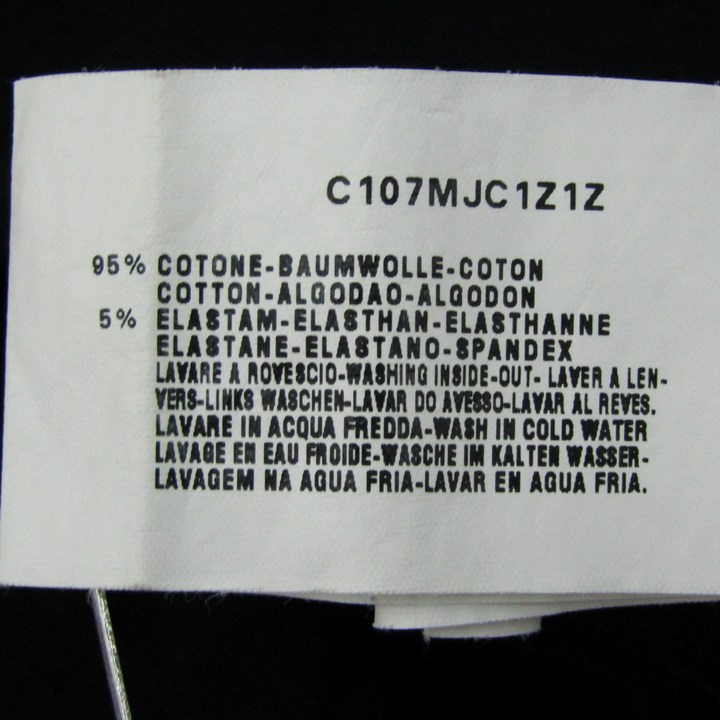 C107MJC1Z1Z
95% COTONE-BAUMWOLLE-COTON
COTTON-ALGODAO-ALGODON
5% ELASTAM-ELASTHAN-ELASTHANNE
ELASTANE-ELASTANO-SPANDEX
LAVARE A ROVESCIO-WASHING INSIDE-OUT- LAVER A LEN-
VERS-LINKS WASCHEN-LAVAR DO AVESSO-LAVAR AL REVES.
LAVARE IN ACQUA FREDDA-WASH IN COLD WATER
LAVAGE EN EAU FROIDE-WASCHE IM KALTEN WASSER-
LAVAGEM NA AGUA FRIA-LAVAR EN AGUA FRIA.